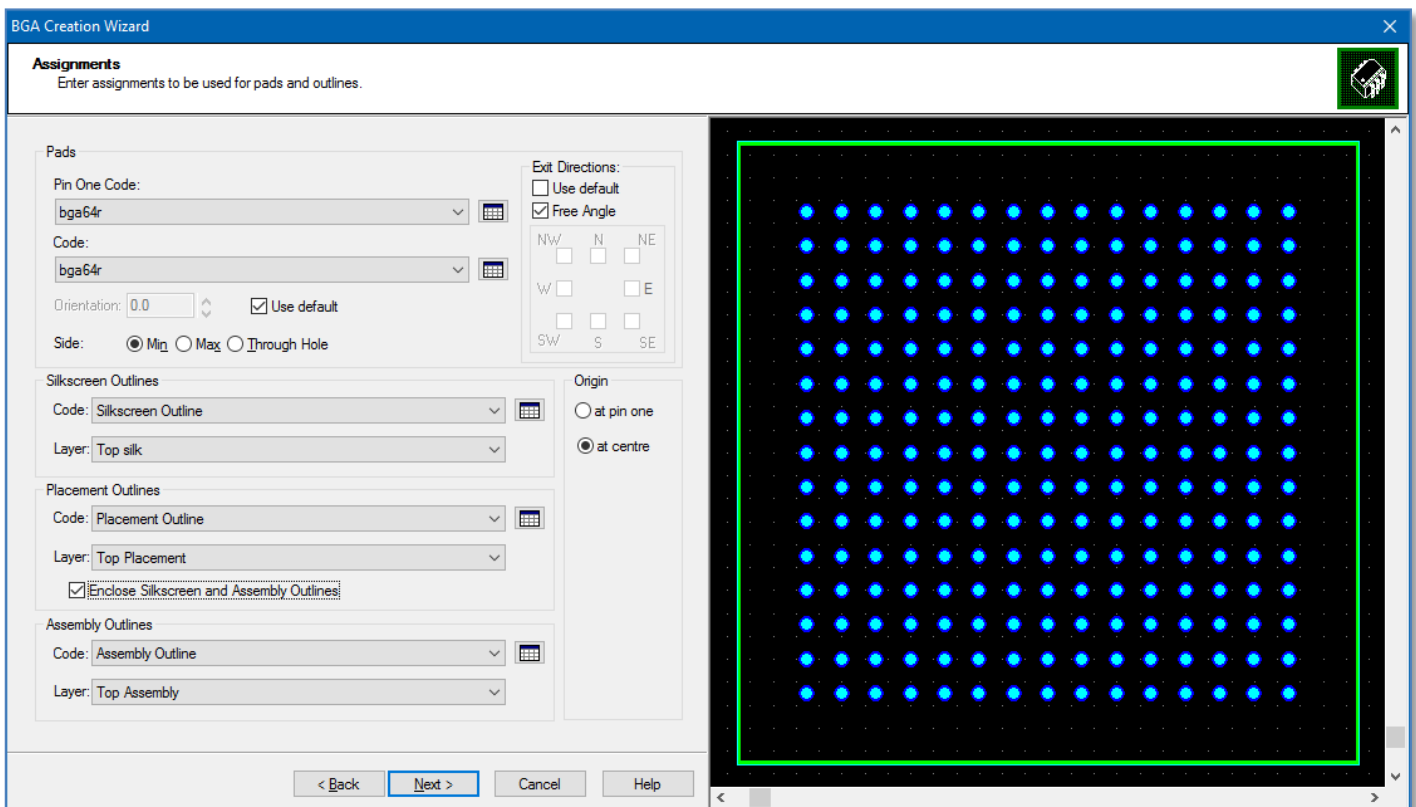 BGA Creation Wizard
Assignments
Enter assignments to be used for pads and outlines.
Pads
Pin One Code:
bga64r
Code:
bga64r
Orientation: 0.0
Use default
Side: Min Max Through Hole
Exit Directions:
Use default
Free Angle
NW N NE
W E
SW S SE
Silkscreen Outlines
Code: Silkscreen Outline
Layer: Top silk
Origin
at pin one
at centre
Placement Outlines
Code: Placement Outline
Layer: Top Placement
Enclose Silkscreen and Assembly Outlines
Assembly Outlines
Code: Assembly Outline
Layer: Top Assembly
< Back Next > Cancel Help